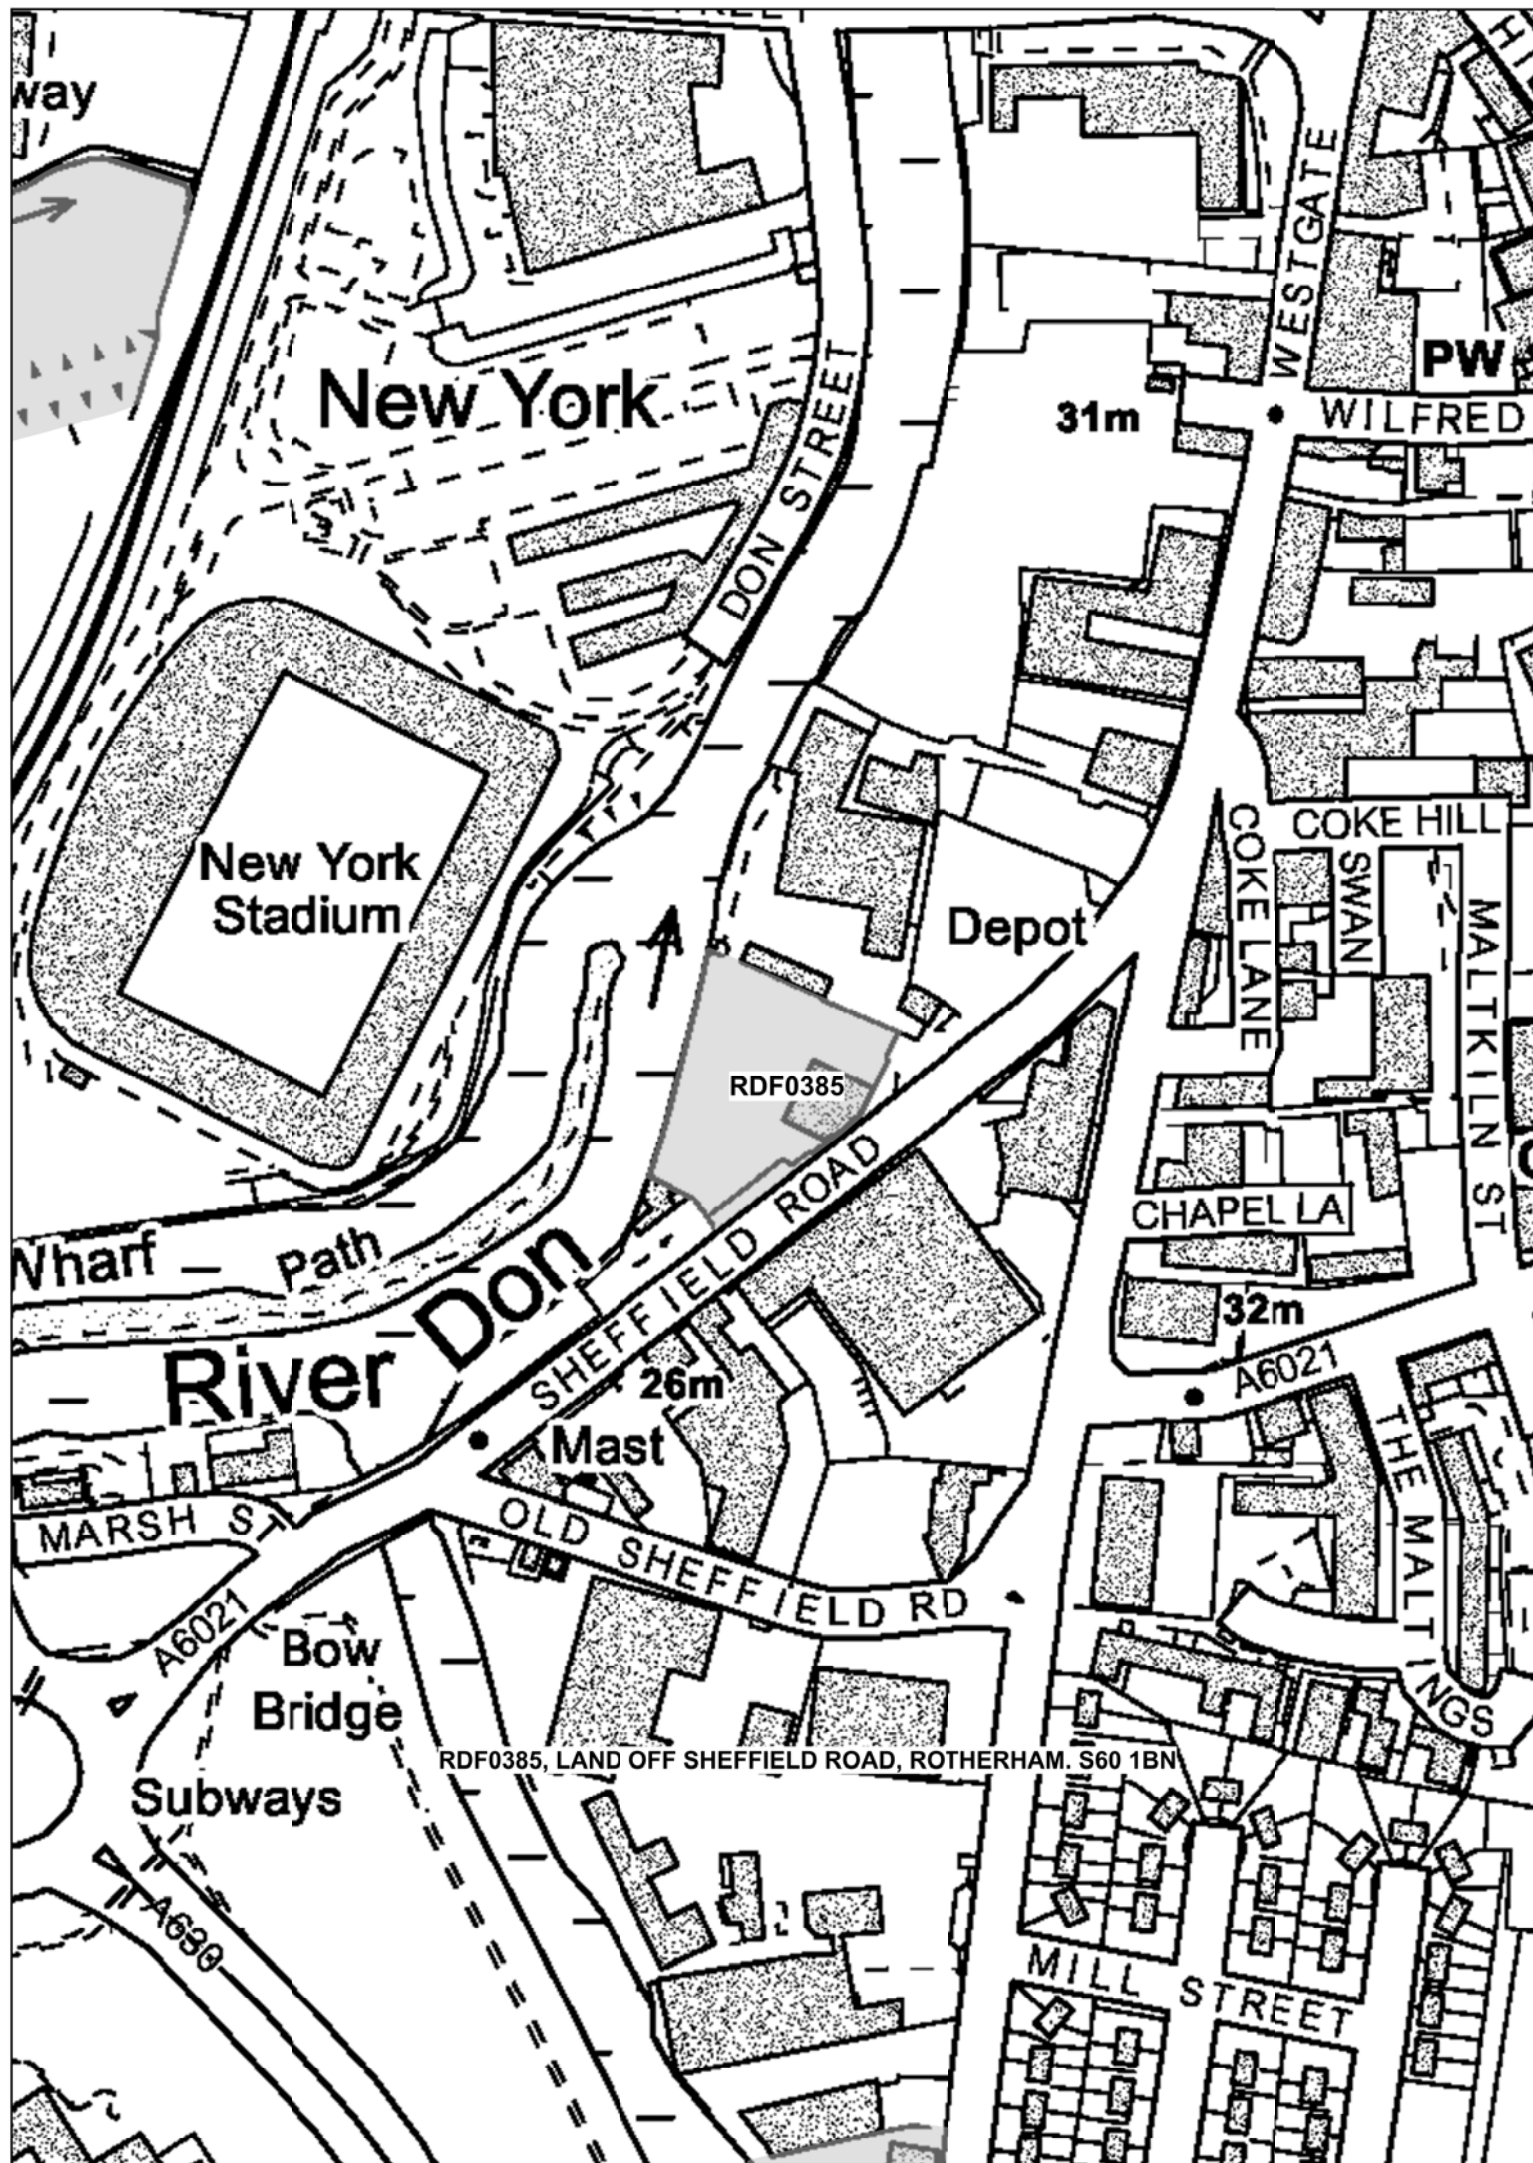 way
WESTGATE
PW
New York
31m
WILFRED
DON STREET
New York
Stadium
COKE HILL
COKE LANE
SWAN
MALTKILN ST
Depot
RDF0385
CHAPEL LA
Wharf
Path
River Don
SHEFFIELD ROAD
32m
A6021
26m
Mast
MARSH ST
OLD SHEFFIELD RD
THE MALTINGS
A6021
Bow
Bridge
RDF0385, LAND OFF SHEFFIELD ROAD, ROTHERHAM. S60 1BN
Subways
A630
MILL STREET